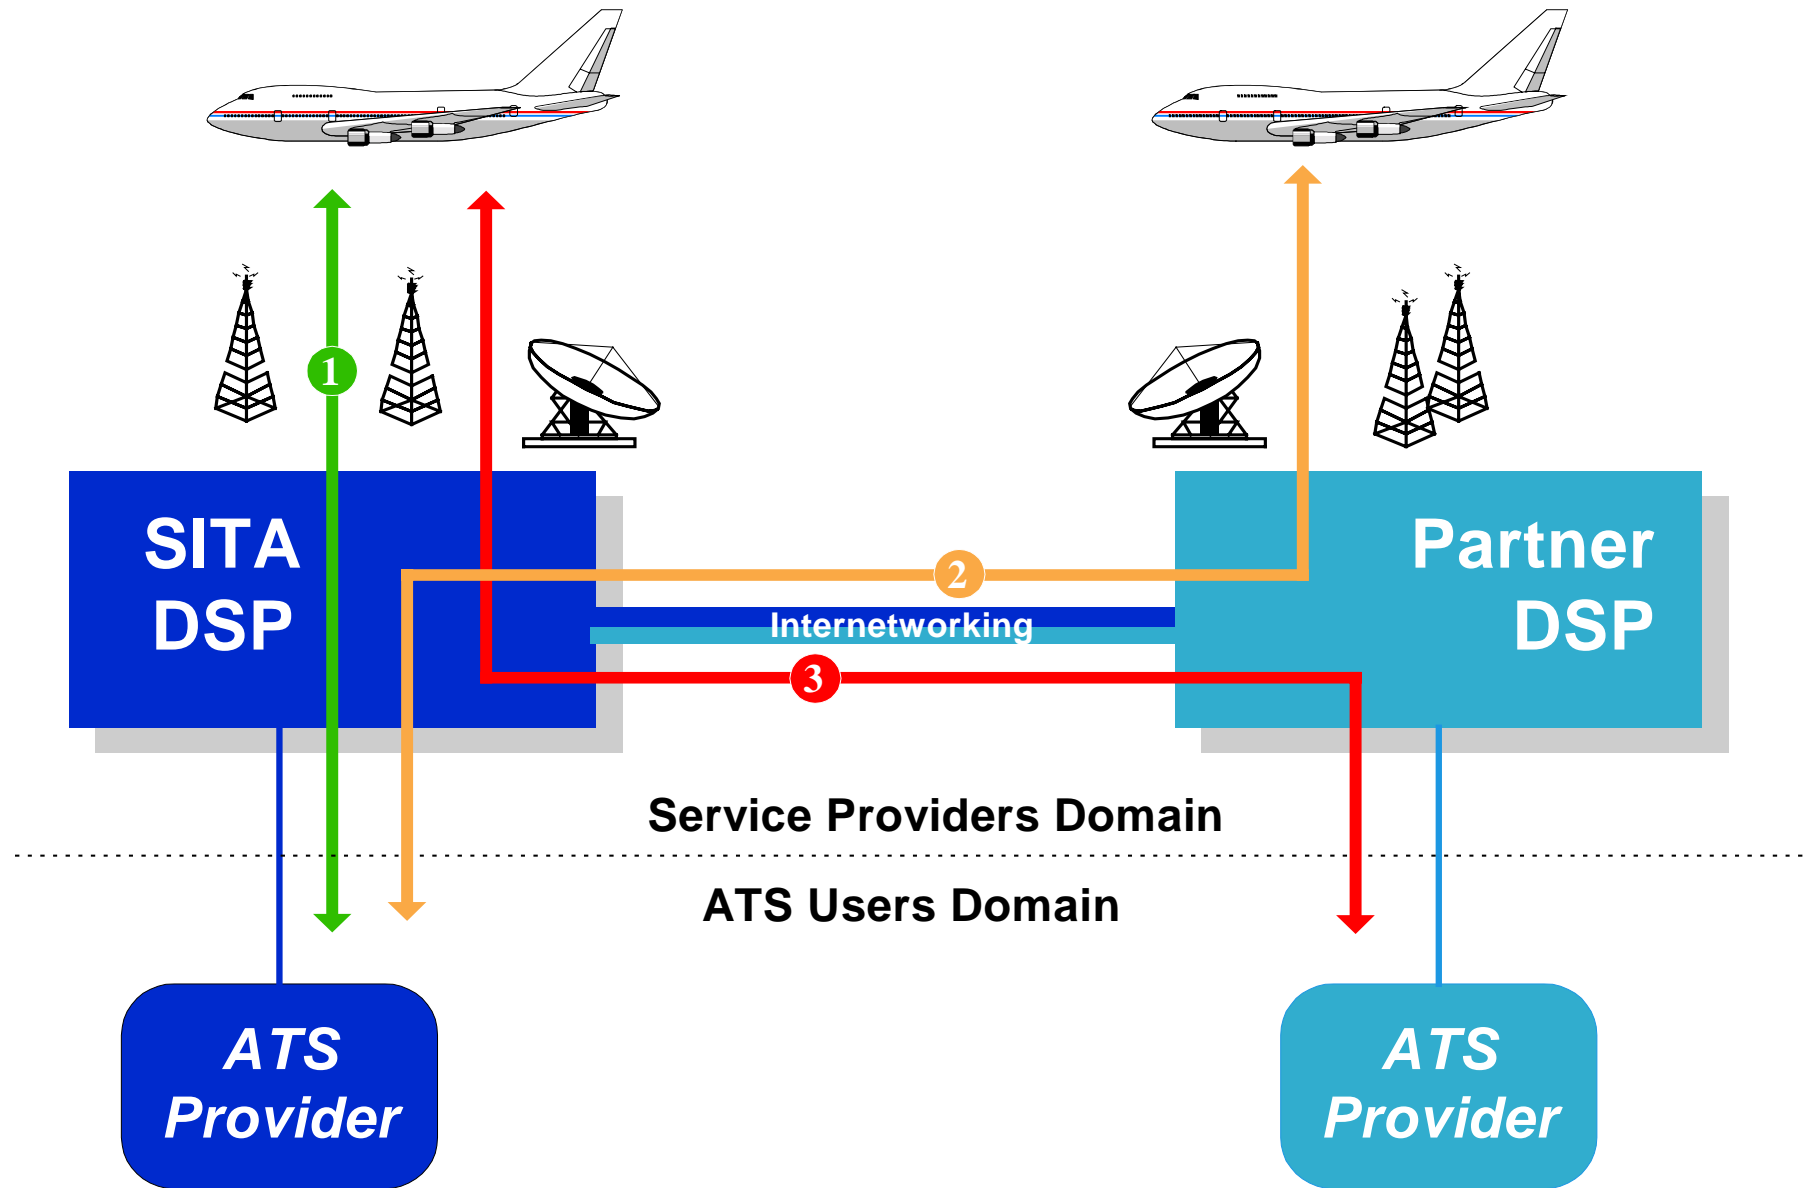 1
SITA
DSP
Partner
DSP
2
Internetworking
3
Service Providers Domain
ATS Users Domain
ATS
Provider
ATS
Provider